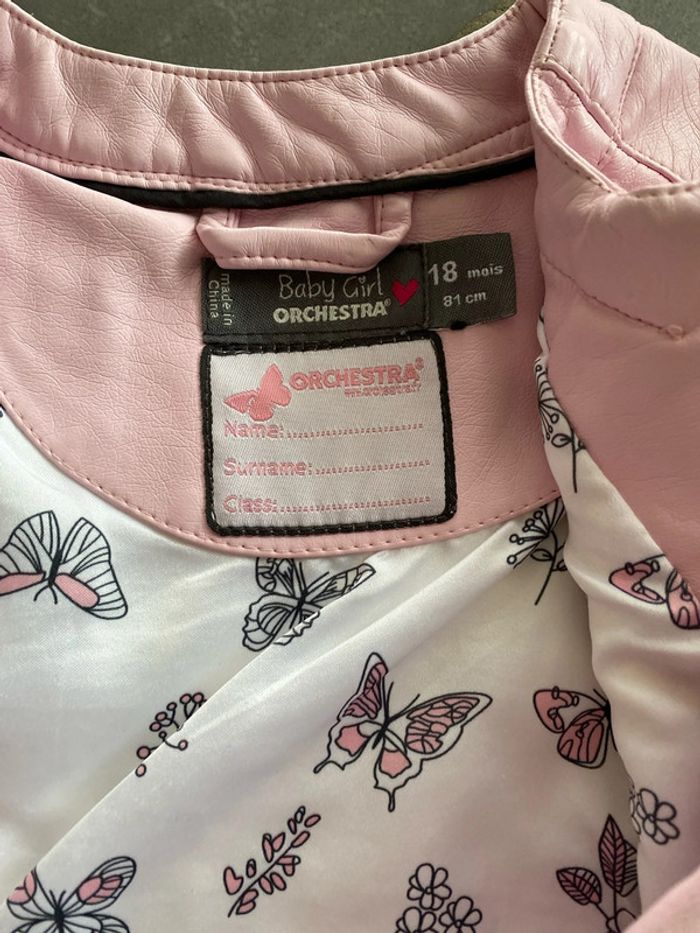 made in
China
Baby Girl
ORCHESTRA®
18 mois
81 cm
ORCHESTRA®
Name:
Surname:
Class: